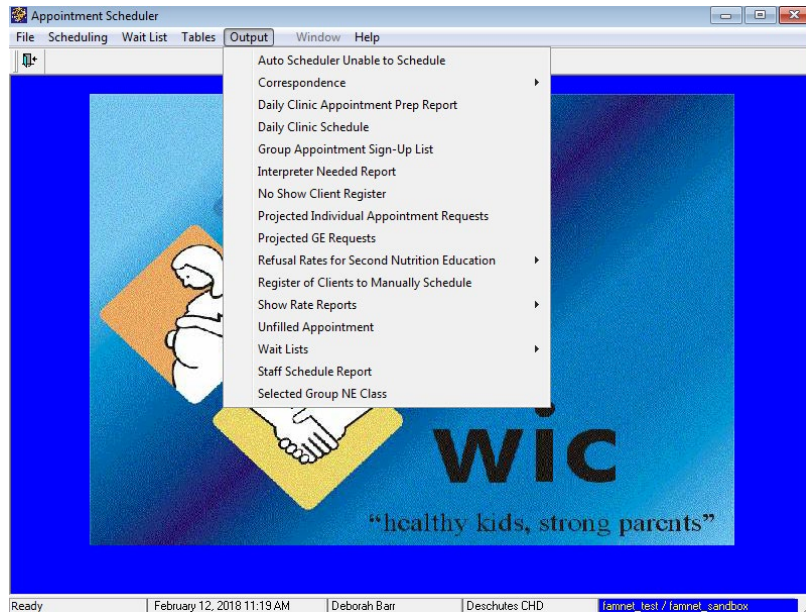 Appointment Scheduler
File Scheduling Wait List Tables Output Window Help
Auto Scheduler Unable to Schedule
Correspondence
Daily Clinic Appointment Prep Report
Daily Clinic Schedule
Group Appointment Sign-Up List
Interpreter Needed Report
No Show Client Register
Projected Individual Appointment Requests
Projected GE Requests
Refusal Rates for Second Nutrition Education
Register of Clients to Manually Schedule
Show Rate Reports
Unfilled Appointment
Wait Lists
Staff Schedule Report
Selected Group NE Class
wic
“healthy kids, strong parents”
Ready February 12, 2018 11:19 AM Deborah Barr Deschutes CHD famnet_test / famnet_sandbox